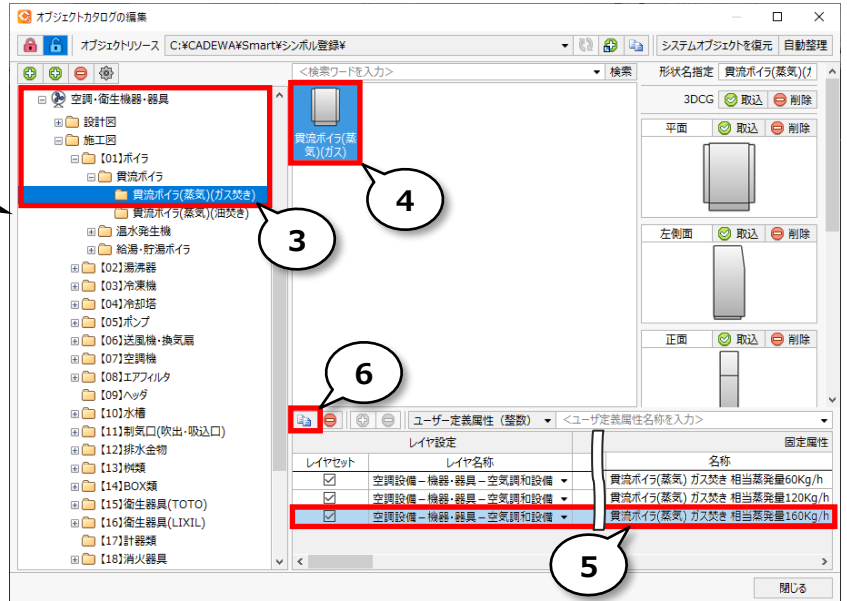 オブジェクトカタログの編集
オブジェクトリソース C:¥CADEWA¥Smart¥シンボル登録¥ システムオブジェクトを復元 自動整理
<検索ワードを入力> 検索 形状名指定 貫流ボイラ(蒸気)(ガ
空調・衛生機器・器具
設計図
施工図
【01】ボイラ
貫流ボイラ
貫流ボイラ(蒸気)(ガス焚き)
貫流ボイラ(蒸気)(油焚き)
温水発生機
給湯・貯湯ボイラ
【02】湯沸器
【03】冷凍機
【04】冷却塔
【05】ポンプ
【06】送風機・換気扇
【07】空調機
【08】エアフィルタ
【09】ヘッダ
【10】水槽
【11】制気口(吹出・吸込口)
【12】排水金物
【13】桝類
【14】BOX類
【15】衛生器具(TOTO)
【16】衛生器具(LIXIL)
【17】計器類
【18】消火器具
3
貫流ボイラ(蒸
気)(ガス)
4
3DCG 取込 削除
平面 取込 削除
左側面 取込 削除
正面 取込 削除
6
ユーザー定義属性（整数） <ユーザ定義属性名称を入力>
レイヤ設定 固定属性
レイヤセット レイヤ名称 名称
空調設備－機器・器具－空気調和設備 貫流ボイラ(蒸気) ガス焚き 相当蒸発量60Kg/h
空調設備－機器・器具－空気調和設備 貫流ボイラ(蒸気) ガス焚き 相当蒸発量120Kg/h
空調設備－機器・器具－空気調和設備 貫流ボイラ(蒸気) ガス焚き 相当蒸発量160Kg/h
5
閉じる